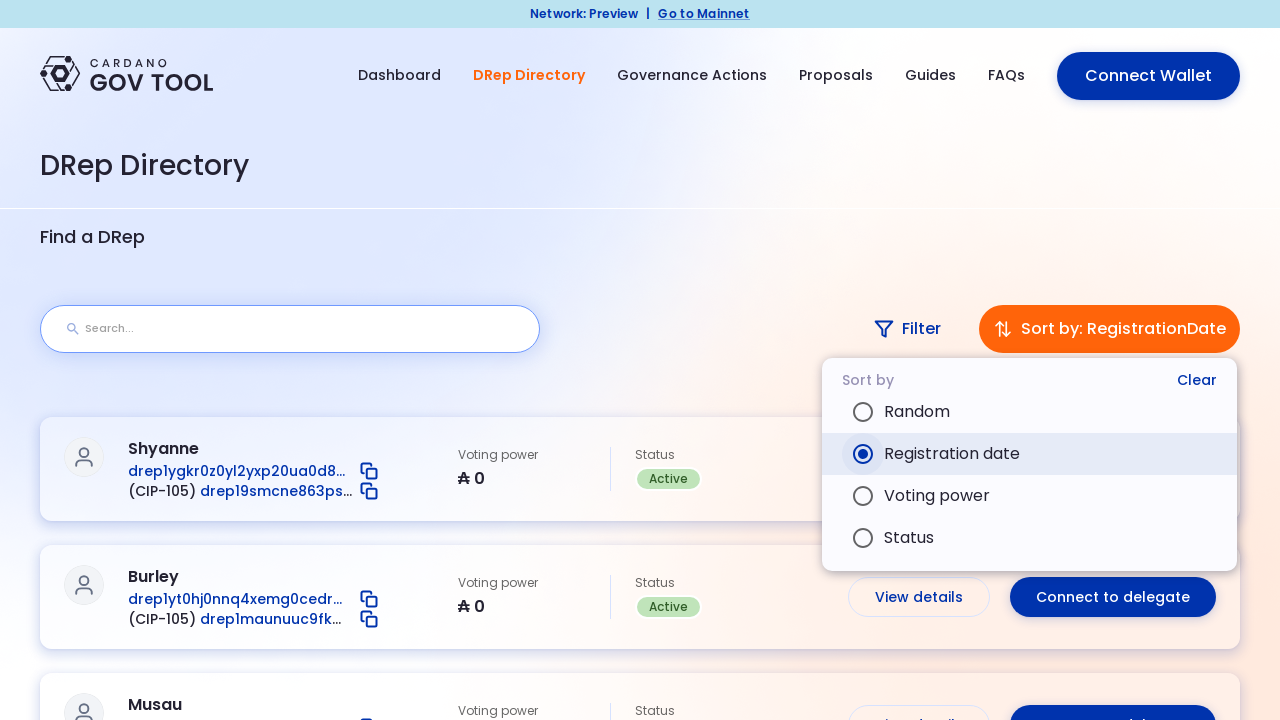 Network: Preview | Go to Mainnet
CARDANO
GOV TOOL
Dashboard
DRep Directory
Governance Actions
Proposals
Guides
FAQs
Connect Wallet
DRep Directory
Find a DRep
Search...
Filter
Sort by: RegistrationDate
Sort by
Clear
Random
Registration date
Voting power
Status
Shyanne
drep1ygkr0z0yl2yxp20ua0d8...
(CIP-105) drep19smcne863ps...
Voting power
₳ 0
Status
Active
Burley
drep1yt0hj0nnq4xemg0cedr...
(CIP-105) drep1maunuuc9fk...
Voting power
₳ 0
Status
Active
View details
Connect to delegate
Musau
Voting power
Status